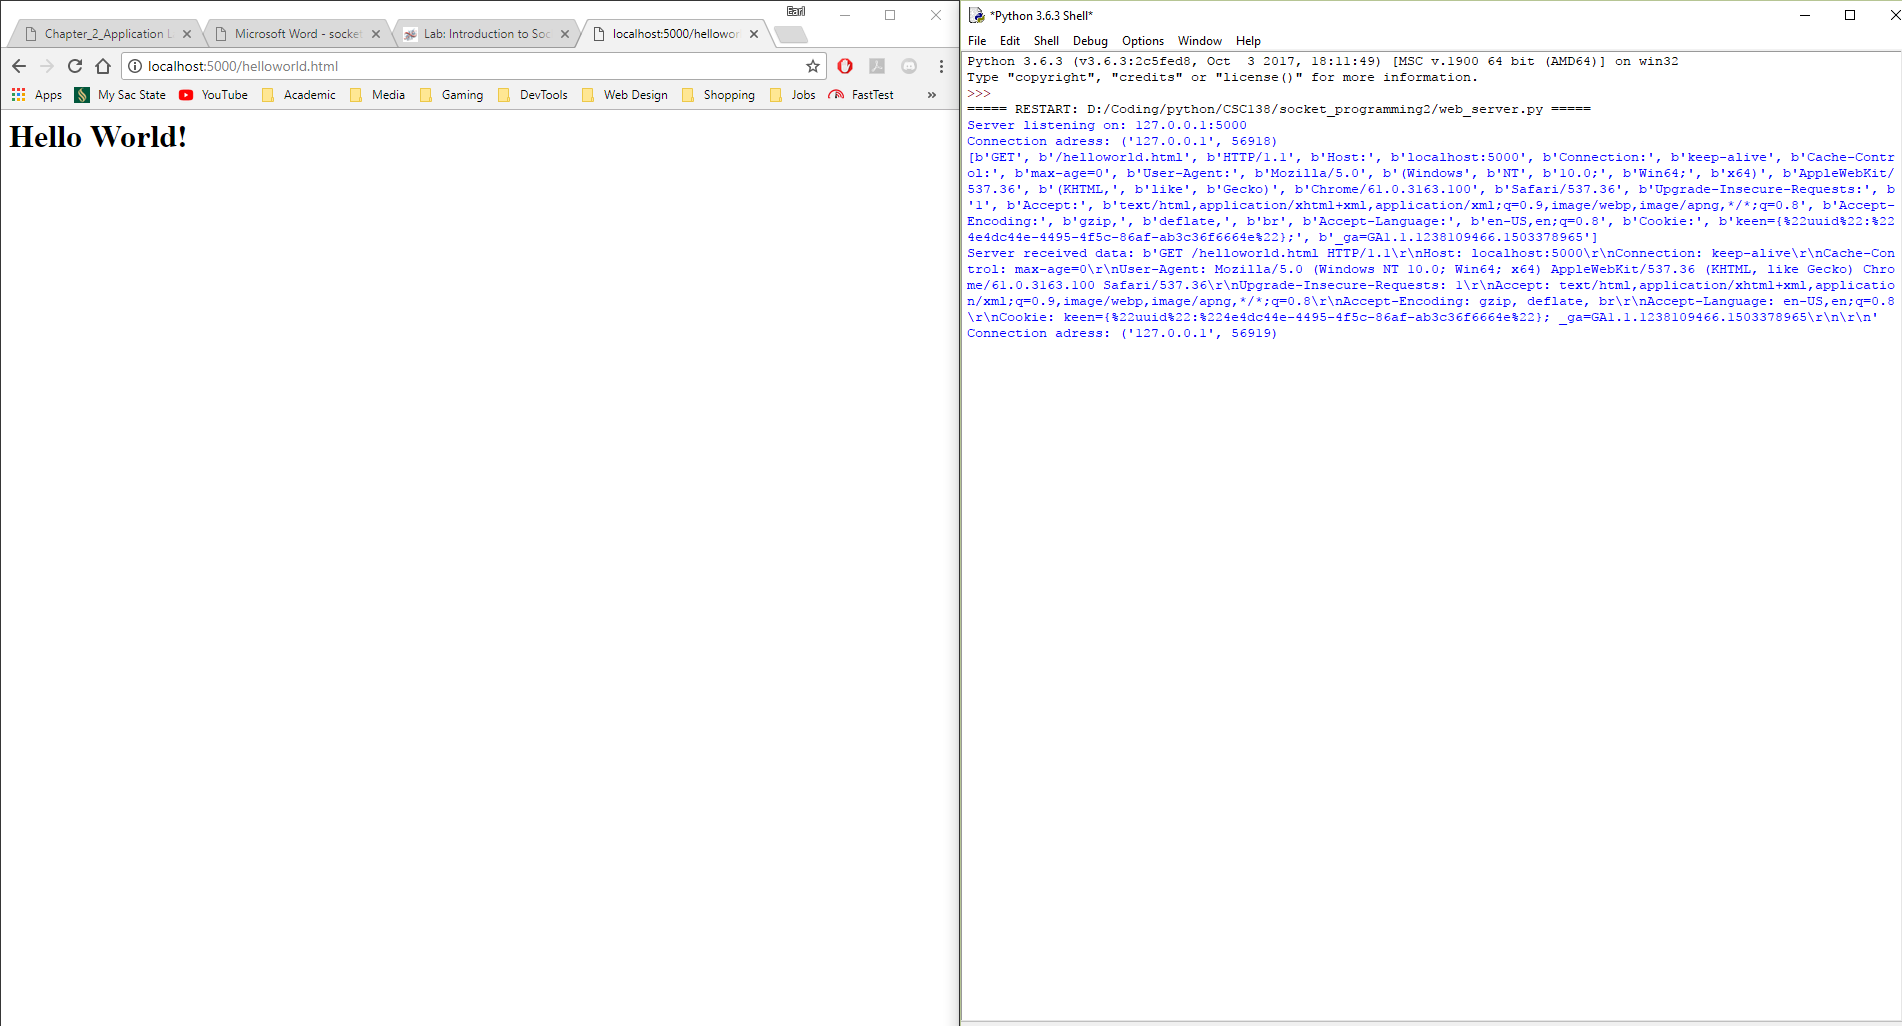 Earl
Chapter_2_Application L
Microsoft Word - socket
Lab: Introduction to Soc
localhost:5000/hellowor
localhost:5000/helloworld.html
Apps My Sac State YouTube Academic Media Gaming DevTools Web Design Shopping Jobs FastTest »
Hello World!
*Python 3.6.3 Shell*
File Edit Shell Debug Options Window Help
Python 3.6.3 (v3.6.3:2c5fed8, Oct  3 2017, 18:11:49) [MSC v.1900 64 bit (AMD64)] on win32
Type "copyright", "credits" or "license()" for more information.
>>>
===== RESTART: D:/Coding/python/CSC138/socket_programming2/web_server.py =====
Server listening on: 127.0.0.1:5000
Connection adress: ('127.0.0.1', 56918)
[b'GET', b'/helloworld.html', b'HTTP/1.1', b'Host:', b'localhost:5000', b'Connection:', b'keep-alive', b'Cache-Contr
ol:', b'max-age=0', b'User-Agent:', b'Mozilla/5.0', b'(Windows', b'NT', b'10.0;', b'Win64;', b'x64)', b'AppleWebKit/
537.36', b'(KHTML,', b'like', b'Gecko)', b'Chrome/61.0.3163.100', b'Safari/537.36', b'Upgrade-Insecure-Requests:', b
'1', b'Accept:', b'text/html,application/xhtml+xml,application/xml;q=0.9,image/webp,image/apng,*/*;q=0.8', b'Accept-
Encoding:', b'gzip,', b'deflate,', b'br', b'Accept-Language:', b'en-US,en;q=0.8', b'Cookie:', b'keen={%22uuid%22:%22
4e4dc44e-4495-4f5c-86af-ab3c36f6664e%22};', b'_ga=GA1.1.1238109466.1503378965']
Server received data: b'GET /helloworld.html HTTP/1.1\r\nHost: localhost:5000\r\nConnection: keep-alive\r\nCache-Con
trol: max-age=0\r\nUser-Agent: Mozilla/5.0 (Windows NT 10.0; Win64; x64) AppleWebKit/537.36 (KHTML, like Gecko) Chro
me/61.0.3163.100 Safari/537.36\r\nUpgrade-Insecure-Requests: 1\r\nAccept: text/html,application/xhtml+xml,applicatio
n/xml;q=0.9,image/webp,image/apng,*/*;q=0.8\r\nAccept-Encoding: gzip, deflate, br\r\nAccept-Language: en-US,en;q=0.8
\r\nCookie: keen={%22uuid%22:%224e4dc44e-4495-4f5c-86af-ab3c36f6664e%22}; _ga=GA1.1.1238109466.1503378965\r\n\r\n'
Connection adress: ('127.0.0.1', 56919)